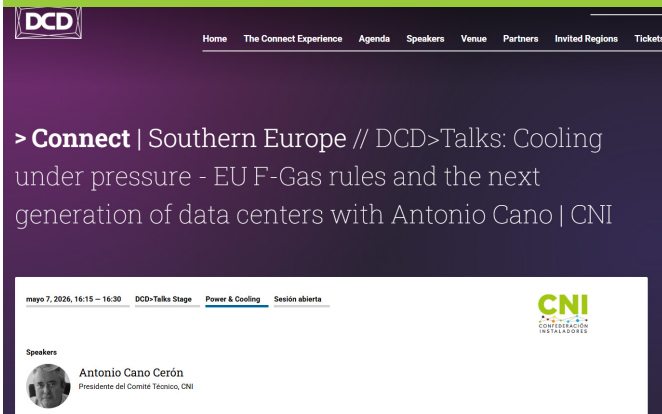 DCD
Home The Connect Experience Agenda Speakers Venue Partners Invited Regions Tickets
> Connect | Southern Europe // DCD>Talks: Cooling
under pressure - EU F-Gas rules and the next
generation of data centers with Antonio Cano | CNI
mayo 7, 2026, 16:15 — 16:30 DCD>Talks Stage Power & Cooling Sesión abierta
CNI
CONFEDERACIÓN
INSTALADORES
Speakers
Antonio Cano Cerón
Presidente del Comité Técnico, CNI